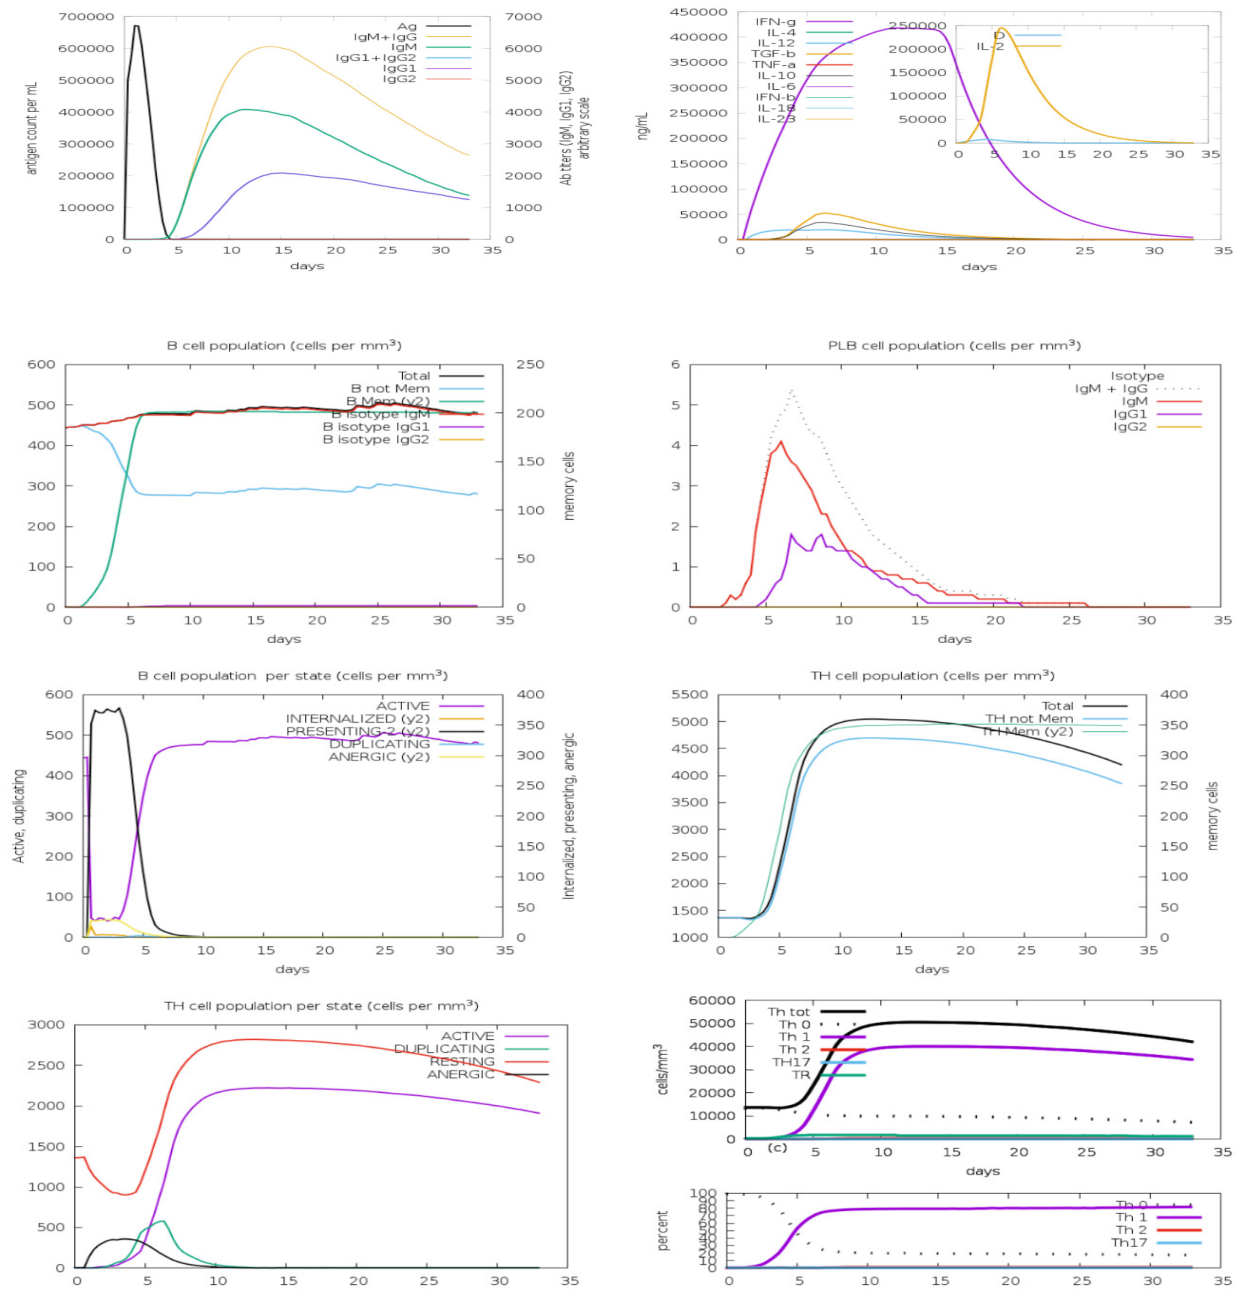 700000
600000
500000
400000
300000
200000
100000
0
antigen count per mL
0 5 10 15 20 25 30 35
days
7000
6000
5000
4000
3000
2000
1000
0
Ab titers (IgM, IgG1, IgG2)
arbitrary scale
Ag
IgM+IgG
IgM
IgG1+IgG2
IgG1
IgG2
450000
400000
350000
300000
250000
200000
150000
100000
50000
0
ng/mL
IFN-g
IL-4
IL-12
TGF-b
TNF-a
IL-10
IL-6
IFN-b
IL-18
IL-23
250000
200000
150000
100000
50000
0
D
IL-2
0 5 10 15 20 25 30 35
0 5 10 15 20 25 30 35
days
B cell population (cells per mm³)
600
500
400
300
200
100
0
250
200
150
100
50
0
memory cells
Total
B not Mem
B Mem (y2)
B isotype IgM
B isotype IgG1
B isotype IgG2
0 5 10 15 20 25 30 35
days
PLB cell population (cells per mm³)
6
5
4
3
2
1
0
Isotype
IgM + IgG
IgM
IgG1
IgG2
0 5 10 15 20 25 30 35
days
B cell population per state (cells per mm³)
600
500
400
300
200
100
0
Active, duplicating
400
350
300
250
200
150
100
50
0
Internalized, presenting, anergic
ACTIVE
INTERNALIZED (y2)
PRESENTING-2 (y2)
DUPLICATING
ANERGIC (y2)
0 5 10 15 20 25 30 35
days
TH cell population (cells per mm³)
5500
5000
4500
4000
3500
3000
2500
2000
1500
1000
400
350
300
250
200
150
100
50
0
memory cells
Total
TH not Mem
TH Mem (y2)
0 5 10 15 20 25 30 35
days
TH cell population per state (cells per mm³)
3000
2500
2000
1500
1000
500
0
ACTIVE
DUPLICATING
RESTING
ANERGIC
0 5 10 15 20 25 30 35
days
60000
50000
40000
30000
20000
10000
0
cells/mm3
Th tot
Th 0
Th 1
Th 2
TH17
TR
0 5 10 15 20 25 30 35
(c)
days
100
90
80
70
60
50
40
30
20
10
0
percent
Th 0
Th 1
Th 2
Th17
0 5 10 15 20 25 30 35